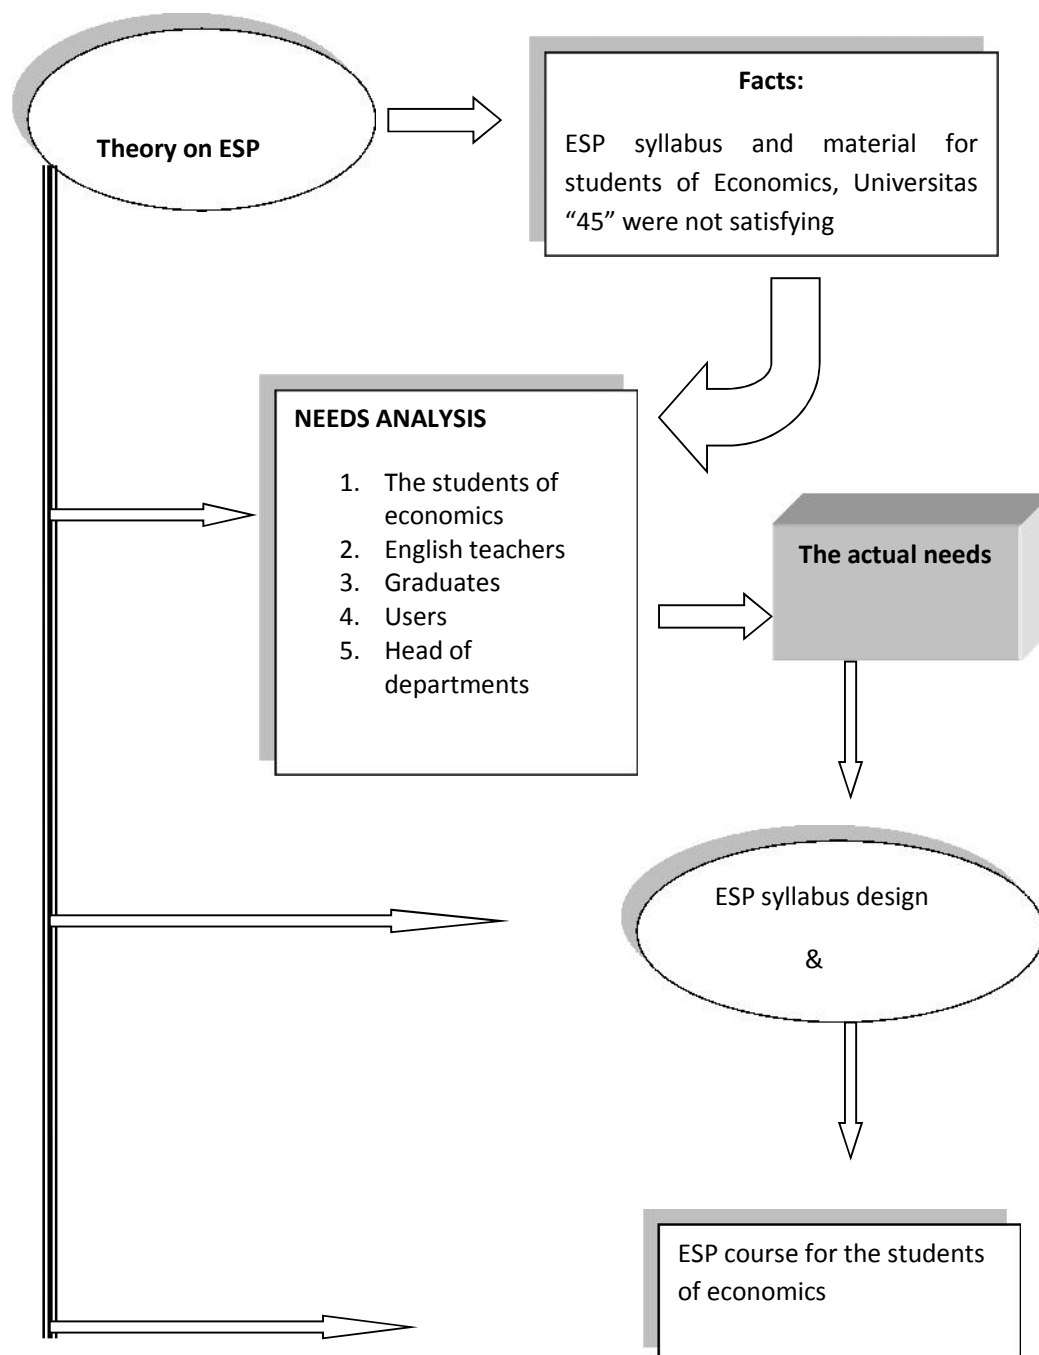 Theory on ESP
Facts:
ESP syllabus and material for
students of Economics, Universitas
“45” were not satisfying
NEEDS ANALYSIS
1. The students of
economics
2. English teachers
3. Graduates
4. Users
5. Head of
departments
The actual needs
ESP syllabus design
&
ESP course for the students
of economics